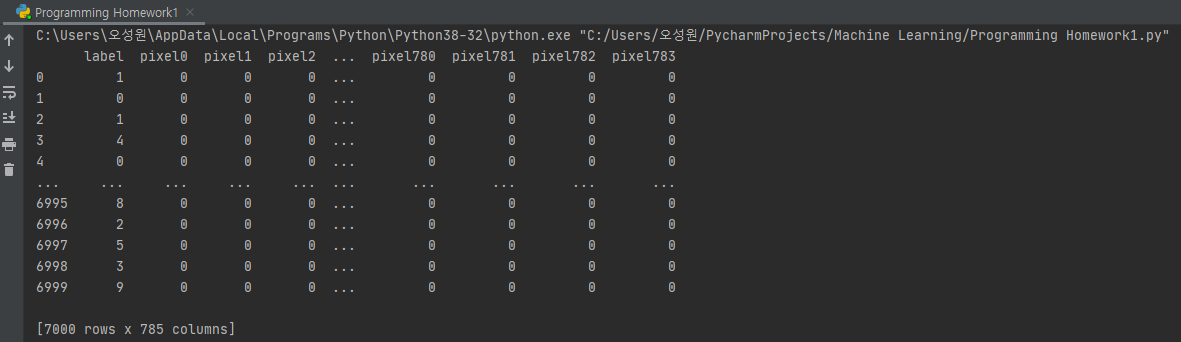 Programming Homework1
C:\Users\오성원\AppData\Local\Programs\Python\Python38-32\python.exe "C:/Users/오성원/PycharmProjects/Machine Learning/Programming Homework1.py"
label pixel0 pixel1 pixel2 ... pixel780 pixel781 pixel782 pixel783
0 1 0 0 0 ... 0 0 0 0
1 0 0 0 0 ... 0 0 0 0
2 1 0 0 0 ... 0 0 0 0
3 4 0 0 0 ... 0 0 0 0
4 0 0 0 0 ... 0 0 0 0
... ... ... ... ... ... ... ... ... ...
6995 8 0 0 0 ... 0 0 0 0
6996 2 0 0 0 ... 0 0 0 0
6997 5 0 0 0 ... 0 0 0 0
6998 3 0 0 0 ... 0 0 0 0
6999 9 0 0 0 ... 0 0 0 0
[7000 rows x 785 columns]